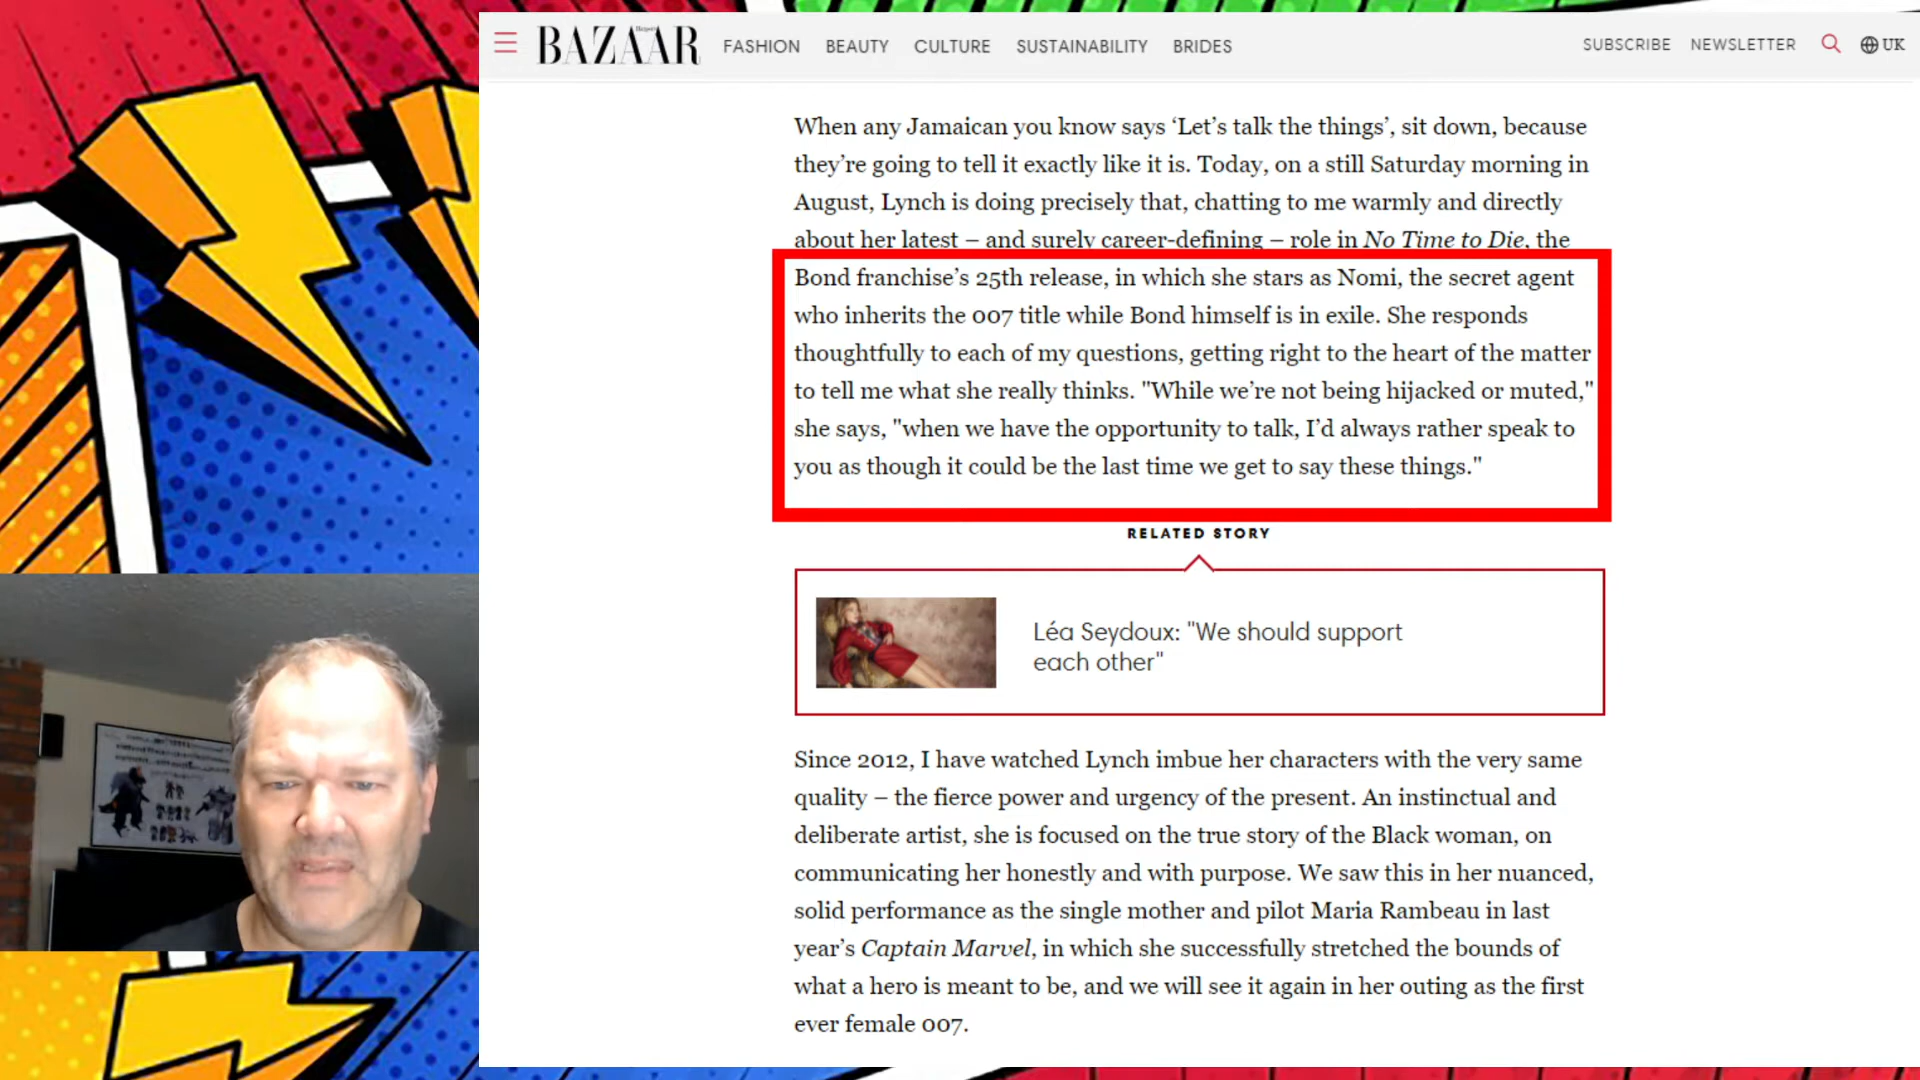 Harper's
BAZAAR
FASHION BEAUTY CULTURE SUSTAINABILITY BRIDES
SUBSCRIBE NEWSLETTER UK
When any Jamaican you know says ‘Let’s talk the things’, sit down, because
they’re going to tell it exactly like it is. Today, on a still Saturday morning in
August, Lynch is doing precisely that, chatting to me warmly and directly
about her latest – and surely career-defining – role in No Time to Die, the
Bond franchise’s 25th release, in which she stars as Nomi, the secret agent
who inherits the 007 title while Bond himself is in exile. She responds
thoughtfully to each of my questions, getting right to the heart of the matter
to tell me what she really thinks. "While we’re not being hijacked or muted,"
she says, "when we have the opportunity to talk, I’d always rather speak to
you as though it could be the last time we get to say these things."
RELATED STORY
Léa Seydoux: "We should support
each other"
Since 2012, I have watched Lynch imbue her characters with the very same
quality – the fierce power and urgency of the present. An instinctual and
deliberate artist, she is focused on the true story of the Black woman, on
communicating her honestly and with purpose. We saw this in her nuanced,
solid performance as the single mother and pilot Maria Rambeau in last
year’s Captain Marvel, in which she successfully stretched the bounds of
what a hero is meant to be, and we will see it again in her outing as the first
ever female 007.